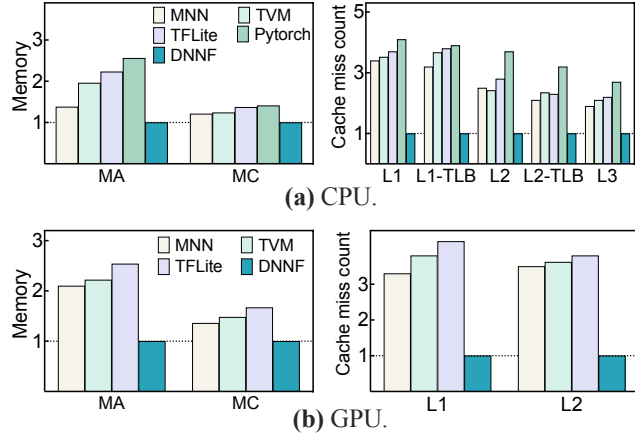 MNN TVM
TFLite Pytorch
DNNF
Memory
3
2
1
MA MC
Cache miss count
5
3
1
L1 L1-TLB L2 L2-TLB L3
(a) CPU.
MNN TVM
TFLite DNNF
Memory
3
2
1
MA MC
Cache miss count
3
1
L1 L2
(b) GPU.